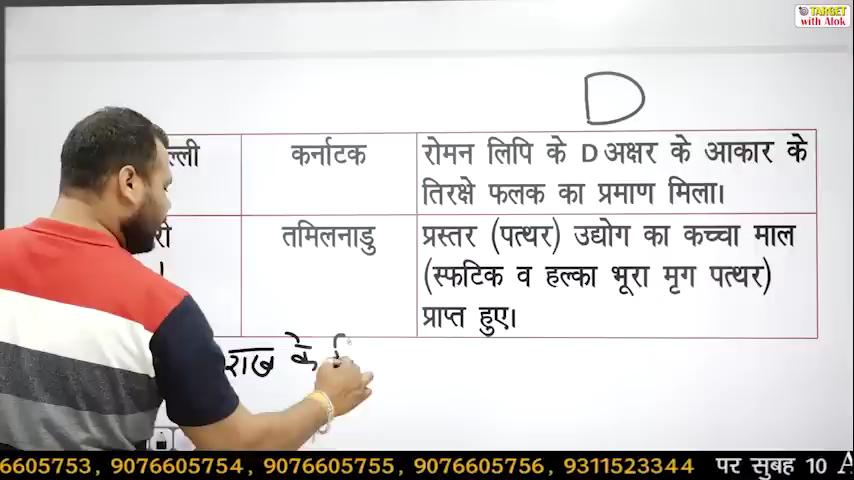 TARGET
with Alok
D
ल्ली
कर्नाटक
रोमन लिपि के D अक्षर के आकार के
तिरक्षे फलक का प्रमाण मिला।
तमिलनाडु
प्रस्तर (पत्थर) उद्योग का कच्चा माल
(स्फटिक व हल्का भूरा मृग पत्थर)
प्राप्त हुए।
राख के
6605753, 9076605754, 9076605755, 9076605756, 9311523344 पर सुबह 10 A